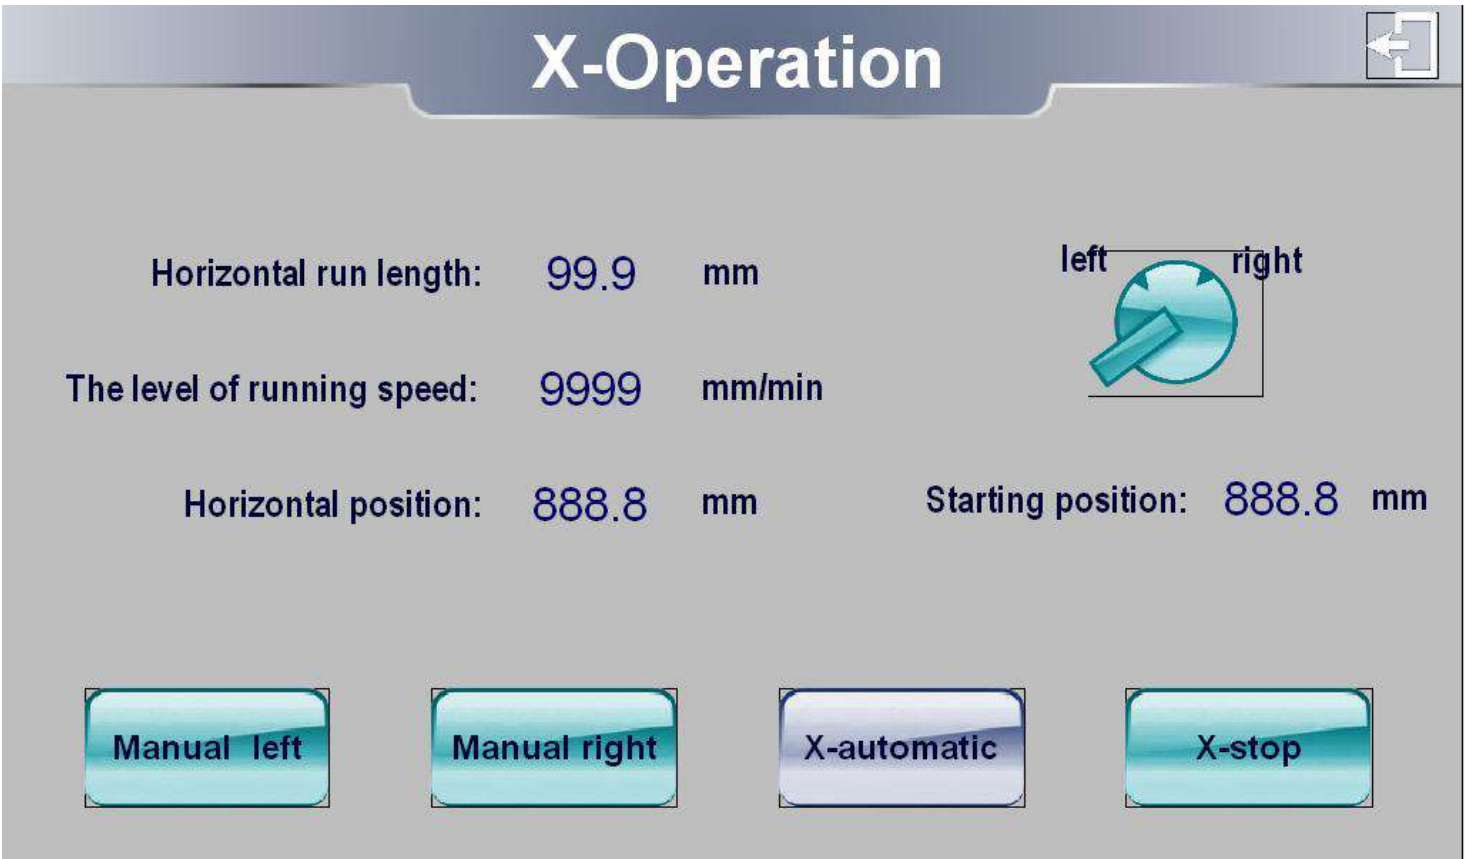 X-Operation
left right
Horizontal run length: 99.9 mm
The level of running speed: 9999 mm/min
Horizontal position: 888.8 mm Starting position: 888.8 mm
Manual left Manual right X-automatic X-stop